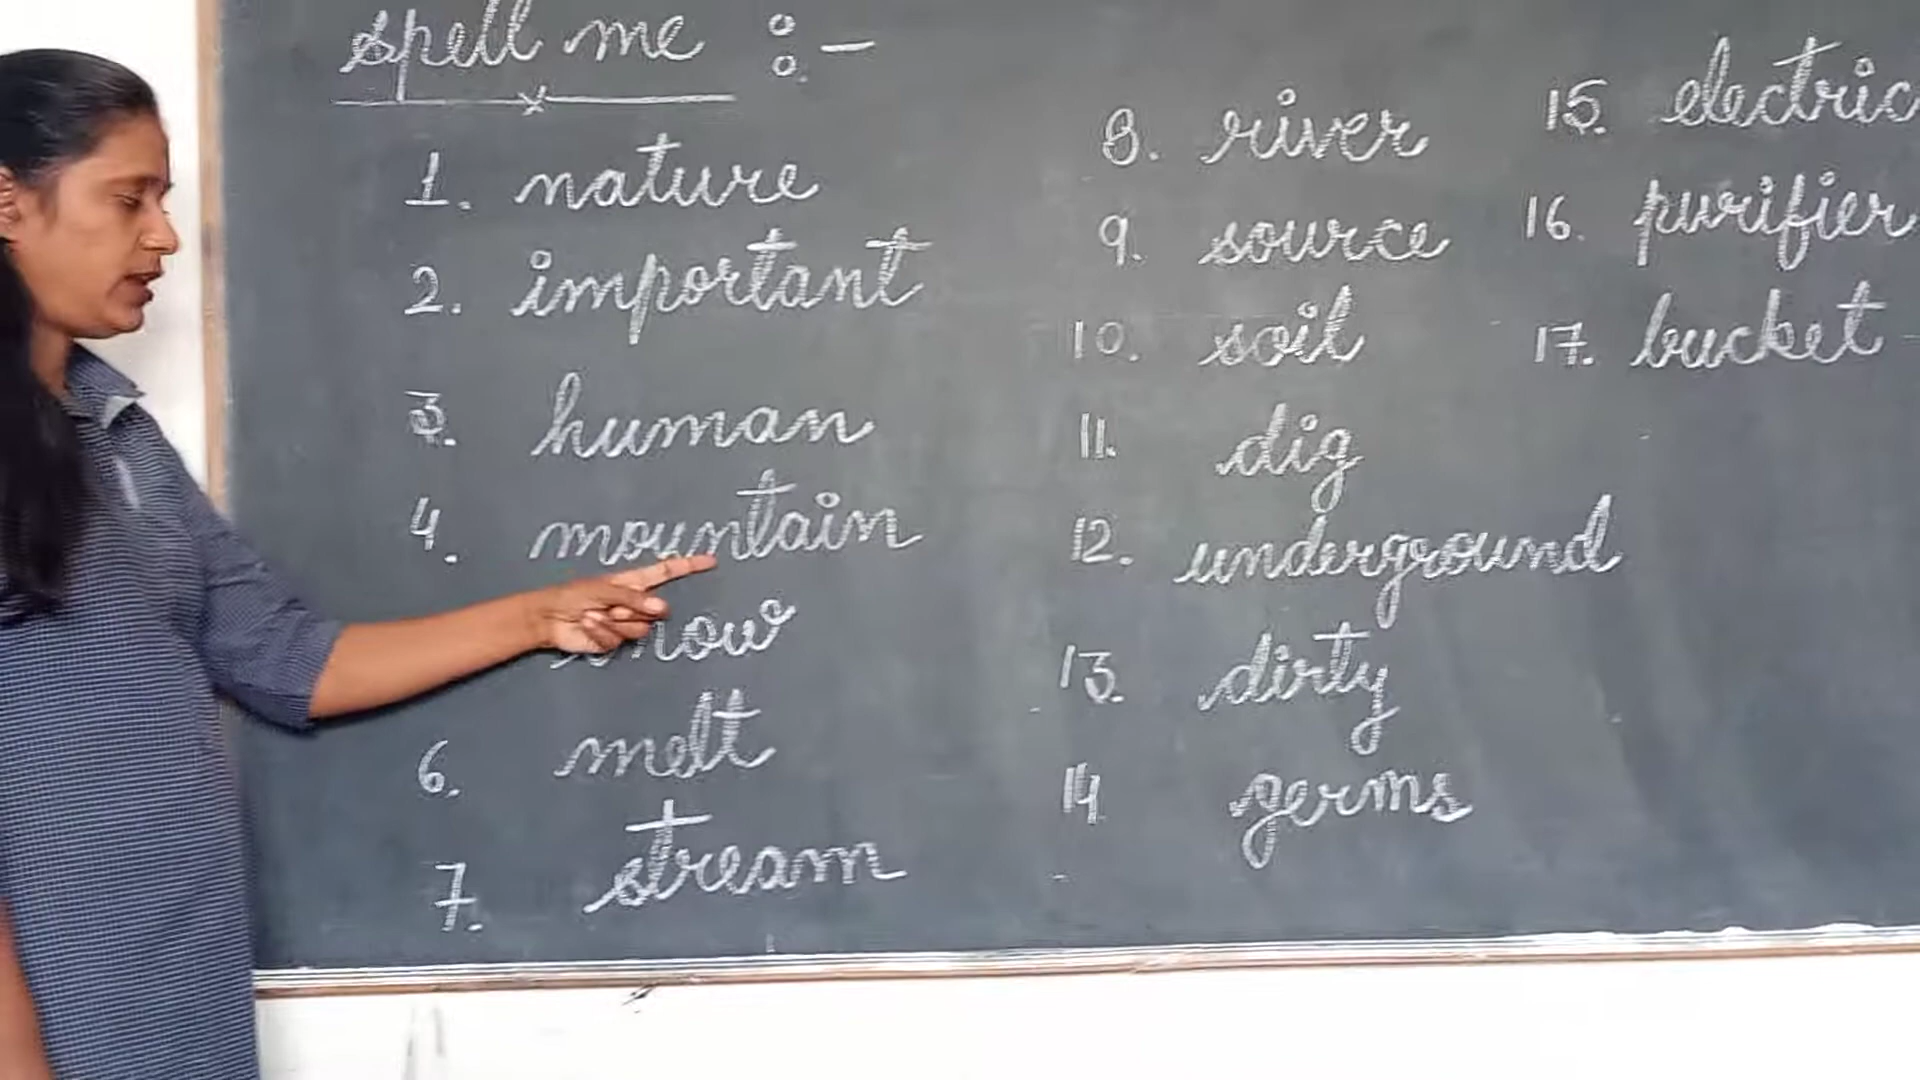 Spell me :-
1. nature
2. important
3. human
4. mountain
snow
6. melt
7. stream
8. river
9. source
10. soil
11. dig
12. underground
13. dirty
14 germs
15. electric
16. purifier
17. bucket